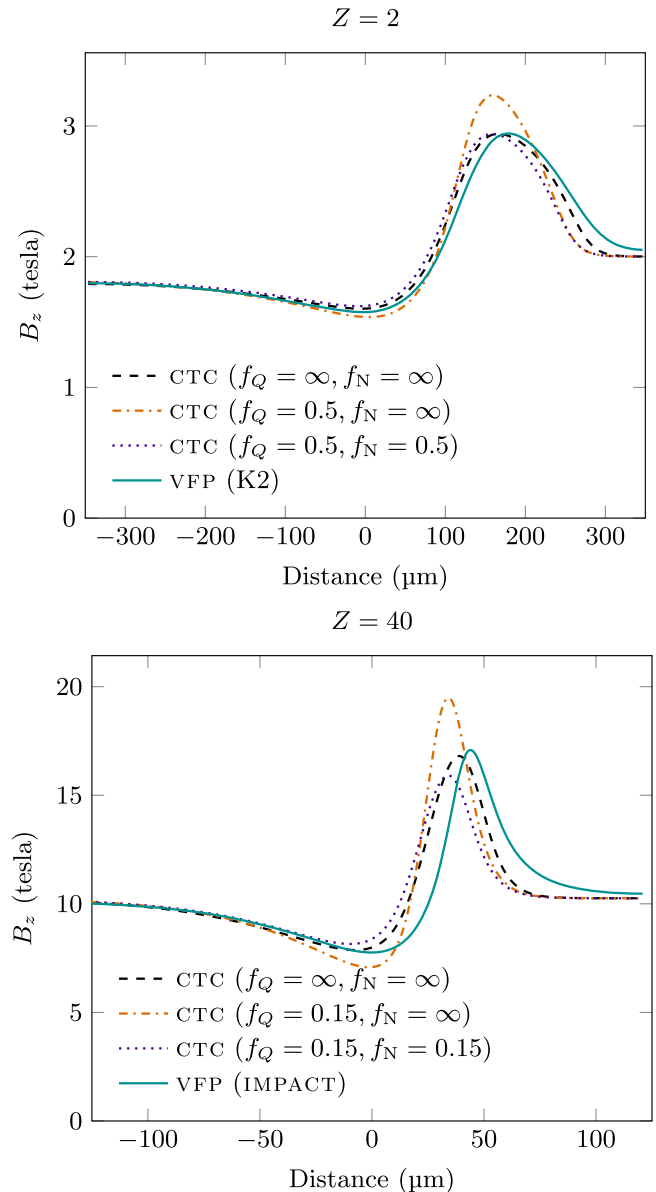 Z = 2
3
2
1
0
B_z (tesla)
CTC (f_Q = ∞, f_N = ∞)
CTC (f_Q = 0.5, f_N = ∞)
CTC (f_Q = 0.5, f_N = 0.5)
VFP (K2)
−300 −200 −100 0 100 200 300
Distance (µm)
Z = 40
20
15
10
5
0
B_z (tesla)
CTC (f_Q = ∞, f_N = ∞)
CTC (f_Q = 0.15, f_N = ∞)
CTC (f_Q = 0.15, f_N = 0.15)
VFP (IMPACT)
−100 −50 0 50 100
Distance (µm)